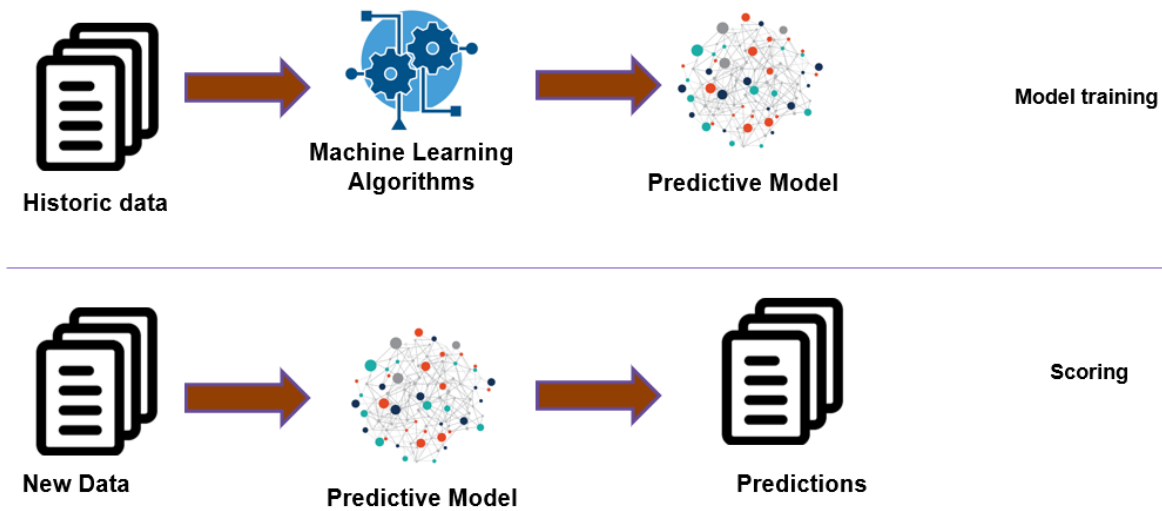 Historic data
Machine Learning
Algorithms
Predictive Model
Model training
New Data
Predictive Model
Predictions
Scoring